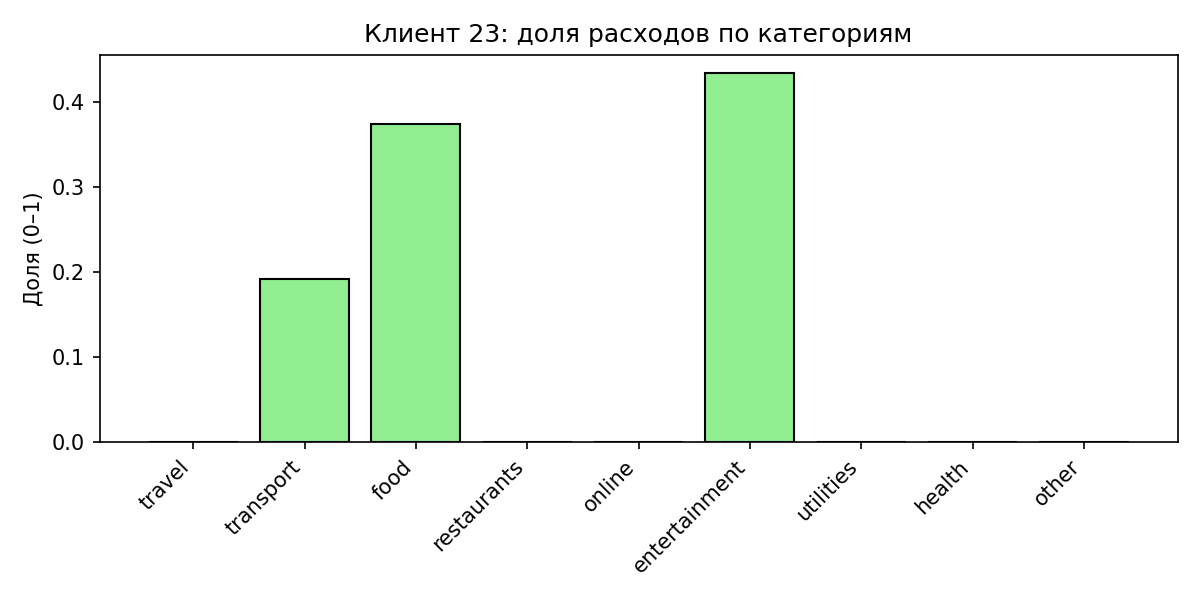 Клиент 23: доля расходов по категориям
Доля (0–1)
0.4
0.3
0.2
0.1
0.0
travel
transport
food
restaurants
online
entertainment
utilities
health
other